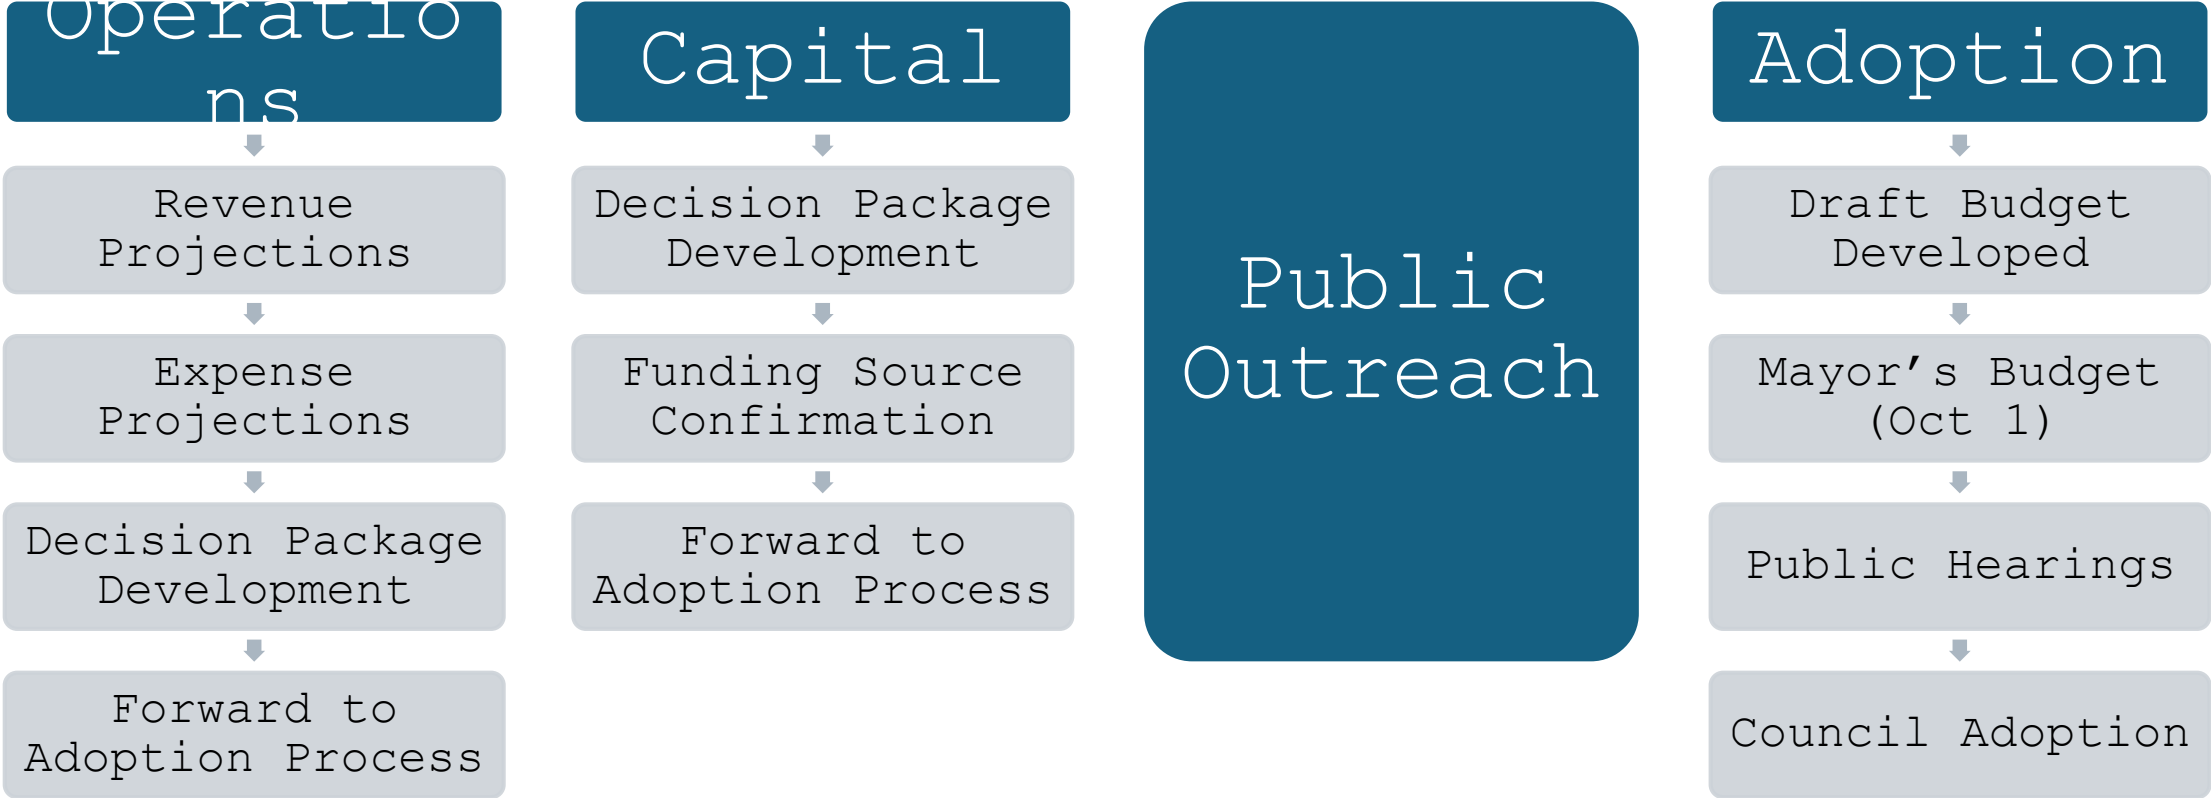 Operatio
ns
Revenue
Projections
Expense
Projections
Decision Package
Development
Forward to
Adoption Process
Capital
Decision Package
Development
Funding Source
Confirmation
Forward to
Adoption Process
Public
Outreach
Adoption
Draft Budget
Developed
Mayor’s Budget
(Oct 1)
Public Hearings
Council Adoption